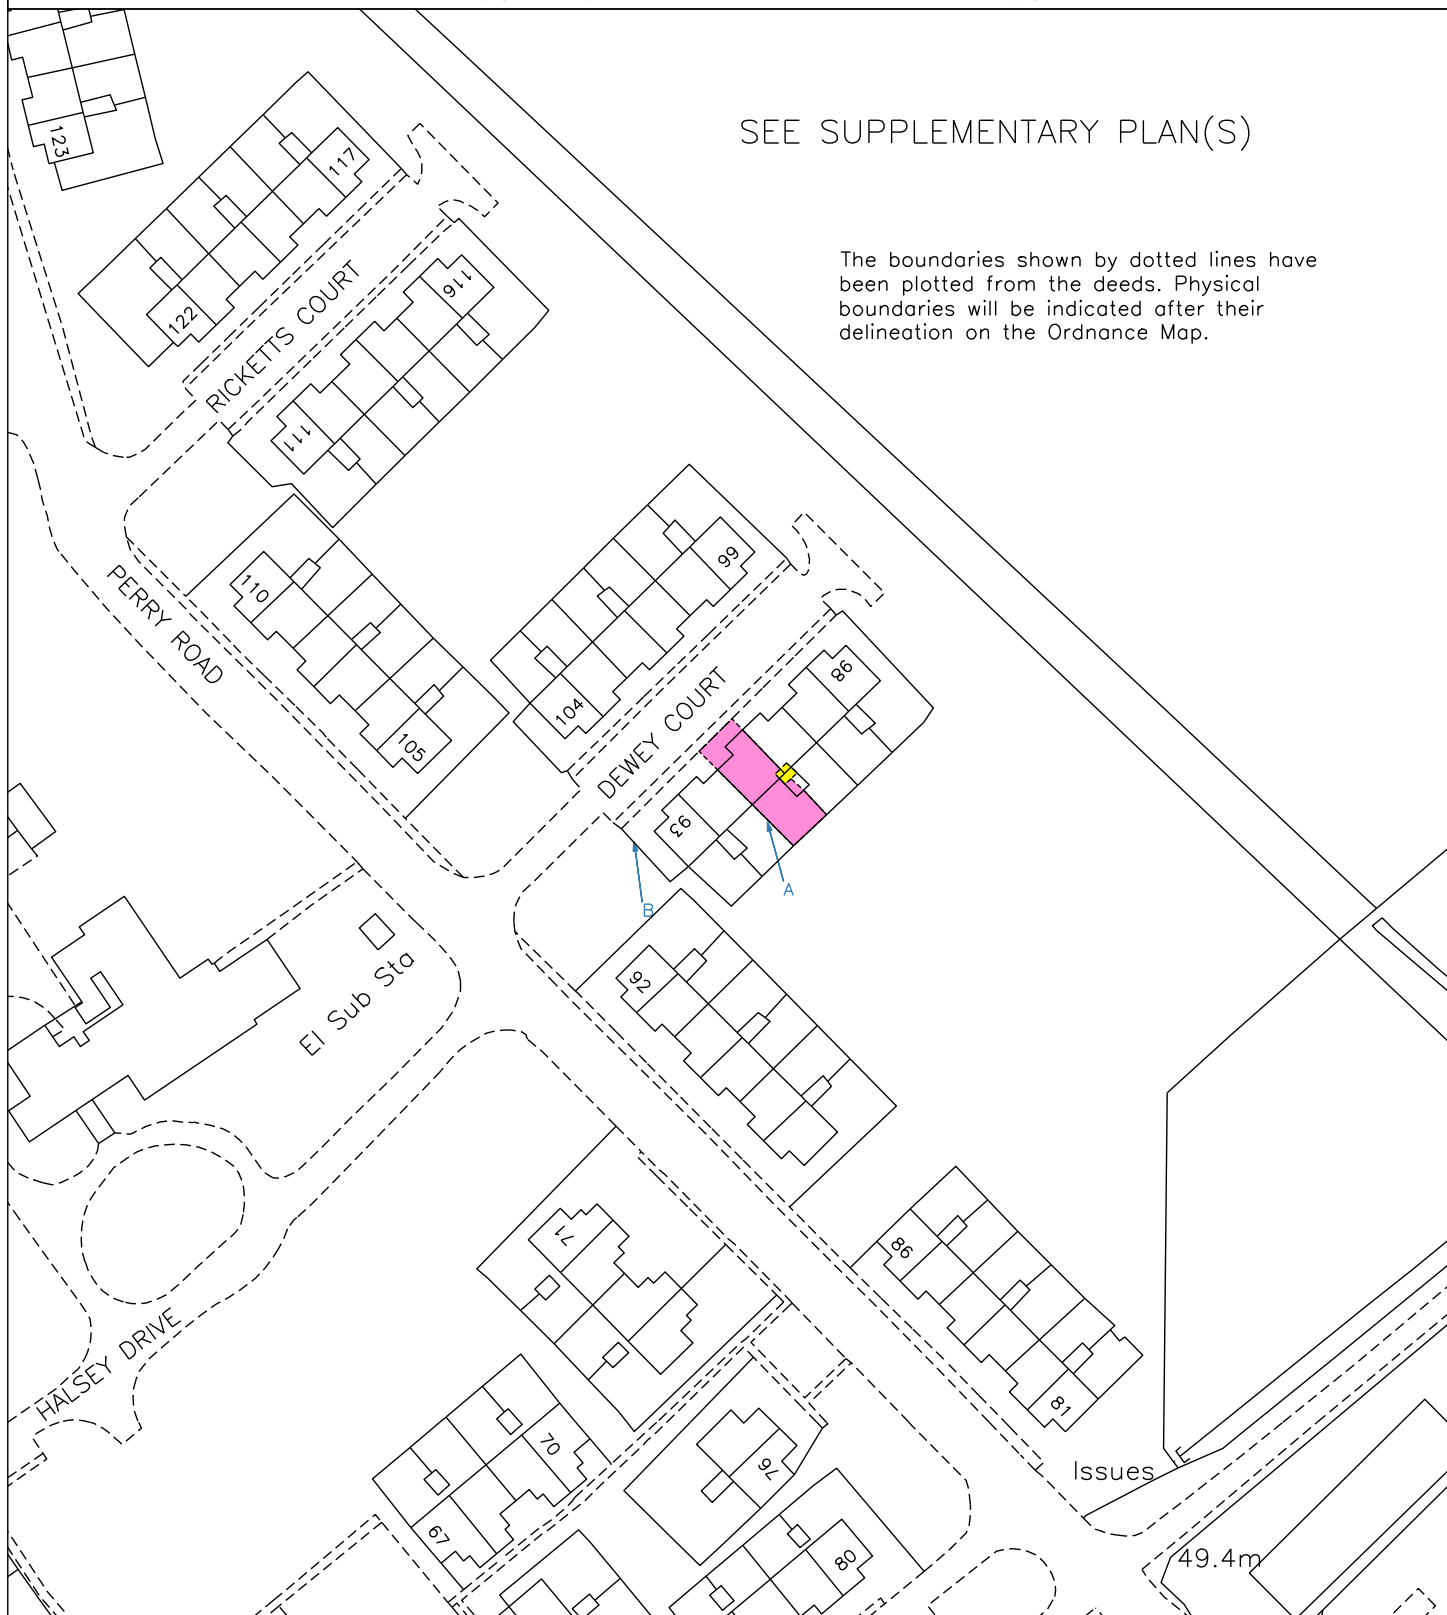 123
SEE SUPPLEMENTARY PLAN(S)
117
The boundaries shown by dotted lines have
been plotted from the deeds. Physical
boundaries will be indicated after their
delineation on the Ordnance Map.
116
122
RICKETTS COURT
111
99
110
PERRY ROAD
98
104
DEWEY COURT
105
93
A
B
92
El Sub Sta
71
86
HALSEY DRIVE
81
70
76
Issues
67
80
49.4m